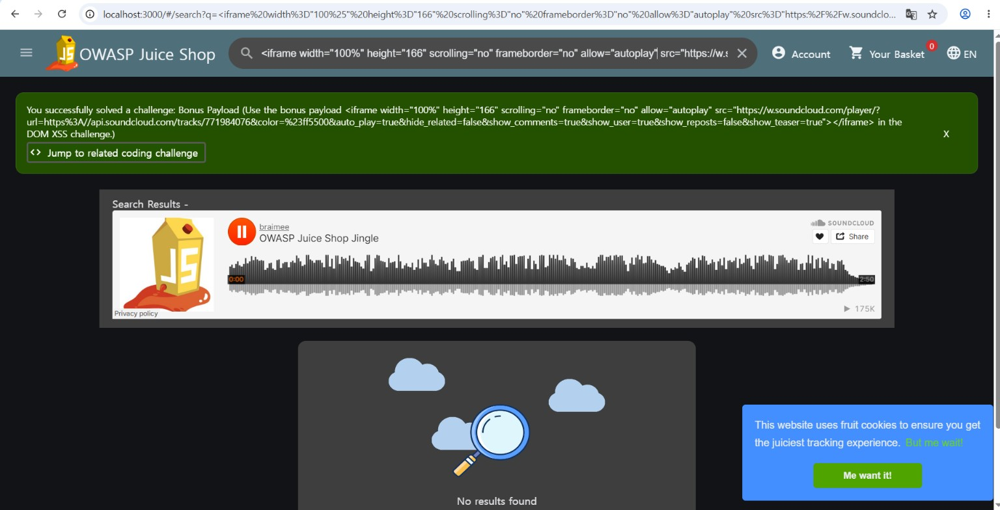 localhost:3000/#/search?q=<iframe%20width%3D"100%25"%20height%3D"166"%20scrolling%3D"no"%20frameborder%3D"no"%20allow%3D"autoplay"%20src%3D"https:%2F%2Fw.soundclo...
JS
OWASP Juice Shop
<iframe width="100%" height="166" scrolling="no" frameborder="no" allow="autoplay" src="https://w.s
Account
Your Basket
0
EN
You successfully solved a challenge: Bonus Payload (Use the bonus payload <iframe width="100%" height="166" scrolling="no" frameborder="no" allow="autoplay" src="https://w.soundcloud.com/player/?
url=https%3A//api.soundcloud.com/tracks/771984076&color=%23ff5500&auto_play=true&hide_related=false&show_comments=true&show_user=true&show_reposts=false&show_teaser=true"></iframe> in the
DOM XSS challenge.)
X
<> Jump to related coding challenge
Search Results -
JS
braimee
OWASP Juice Shop Jingle
SOUNDCLOUD
Share
0:00
2:50
175K
Privacy policy
This website uses fruit cookies to ensure you get
the juiciest tracking experience. But me wait!
Me want it!
No results found